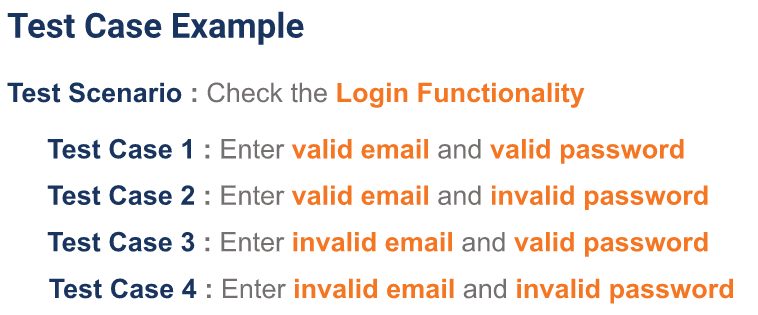 Test Case Example
Test Scenario : Check the Login Functionality
Test Case 1 : Enter valid email and valid password
Test Case 2 : Enter valid email and invalid password
Test Case 3 : Enter invalid email and valid password
Test Case 4 : Enter invalid email and invalid password